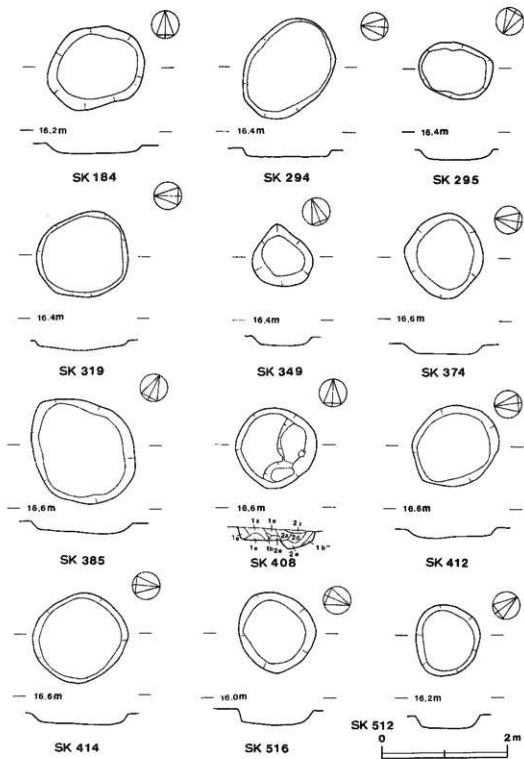 16.2m
16.4m
16.4m
SK 184
SK 294
SK 295
16.4m
16.4m
16.6m
SK 319
SK 349
SK 374
16.6m
16.6m
16.6m
SK 385
SK 408
SK 412
16.6m
16.0m
16.2m
SK 414
SK 516
SK 512
0 2m